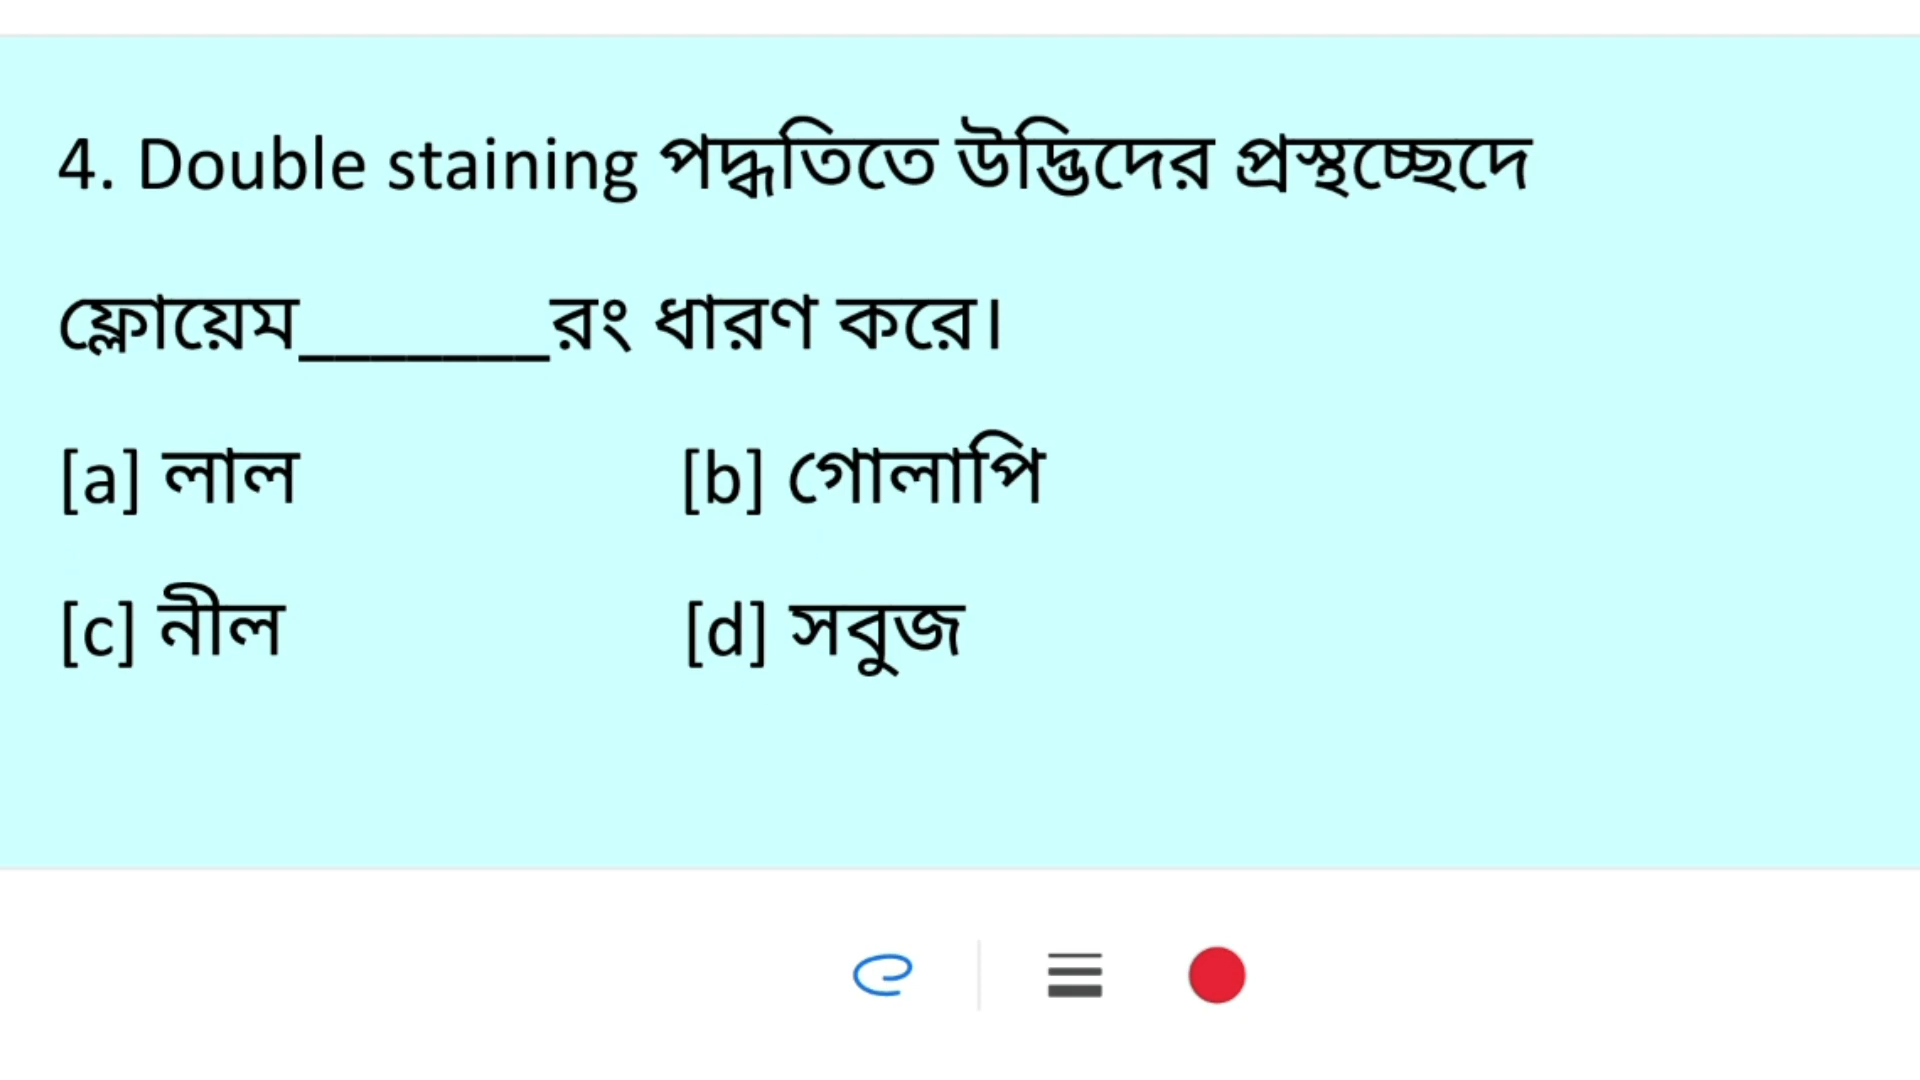 4. Double staining পদ্ধতিতে উদ্ভিদের প্রস্থচ্ছেদে
ফ্লোয়েম_______রং ধারণ করে।
[a] লাল [b] গোলাপি
[c] নীল [d] সবুজ